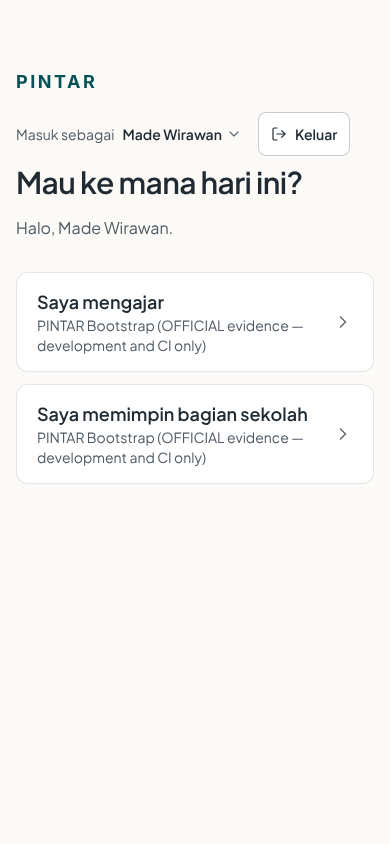 PINTAR
Masuk sebagai Made Wirawan Keluar
Mau ke mana hari ini?
Halo, Made Wirawan.
Saya mengajar
PINTAR Bootstrap (OFFICIAL evidence —
development and CI only)
Saya memimpin bagian sekolah
PINTAR Bootstrap (OFFICIAL evidence —
development and CI only)